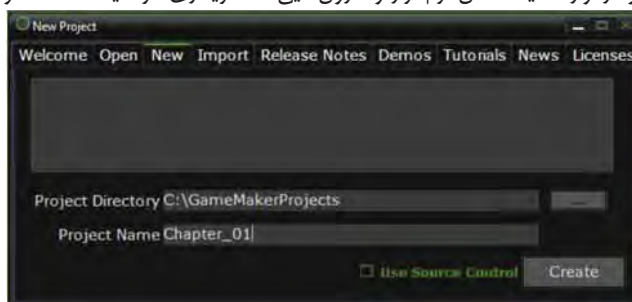 New Project
Welcome Open New Import Release Notes Demos Tutorials News Licenses
Project Directory C:\GameMakerProjects
...
Project Name Chapter_01
Use Source Control
Create